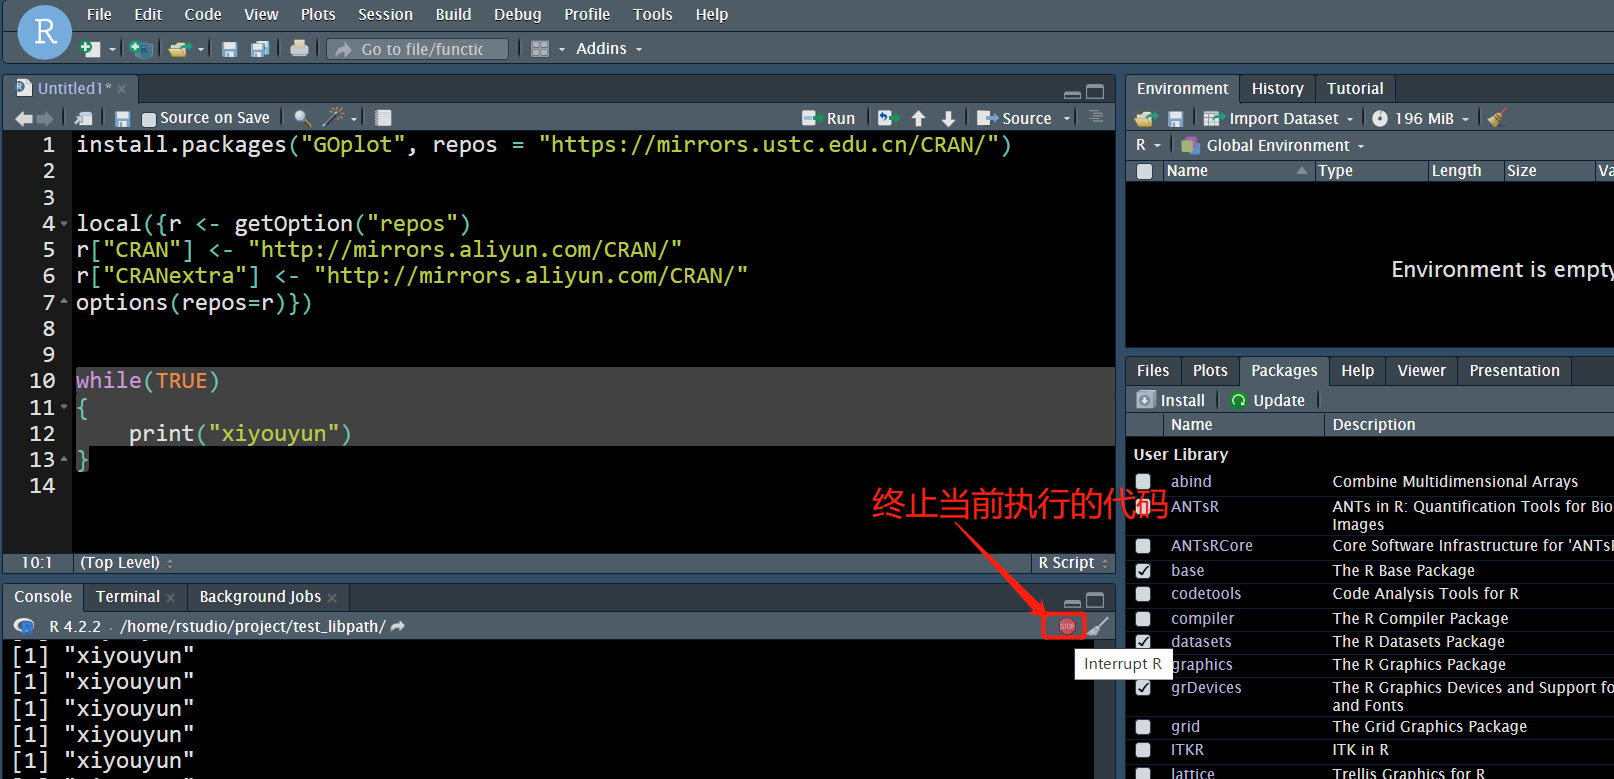 R
File Edit Code View Plots Session Build Debug Profile Tools Help
Go to file/functic
Addins
Untitled1*
Source on Save
Run
Source
1 install.packages("GOplot", repos = "https://mirrors.ustc.edu.cn/CRAN/")
2
3
4 local({r <- getOption("repos")
5 r["CRAN"] <- "http://mirrors.aliyun.com/CRAN/"
6 r["CRANextra"] <- "http://mirrors.aliyun.com/CRAN/"
7 options(repos=r)})
8
9
10 while(TRUE)
11 {
12 print("xiyouyun")
13 }
14
终止当前执行的代码
10:1 (Top Level) R Script
Console Terminal Background Jobs
R 4.2.2 · /home/rstudio/project/test_libpath/
STOP
Interrupt R
[1] "xiyouyun"
[1] "xiyouyun"
[1] "xiyouyun"
[1] "xiyouyun"
[1] "xiyouyun"
Environment History Tutorial
Import Dataset 196 MiB
R Global Environment
Name Type Length Size Va
Environment is empty
Files Plots Packages Help Viewer Presentation
Install Update
Name Description
User Library
abind Combine Multidimensional Arrays
ANTsR ANTs in R: Quantification Tools for Bio
Images
ANTsRCore Core Software Infrastructure for 'ANTsR
base The R Base Package
codetools Code Analysis Tools for R
compiler The R Compiler Package
datasets The R Datasets Package
graphics The R Graphics Package
grDevices The R Graphics Devices and Support fo
and Fonts
grid The Grid Graphics Package
ITKR ITK in R
lattice Trellis Graphics for R